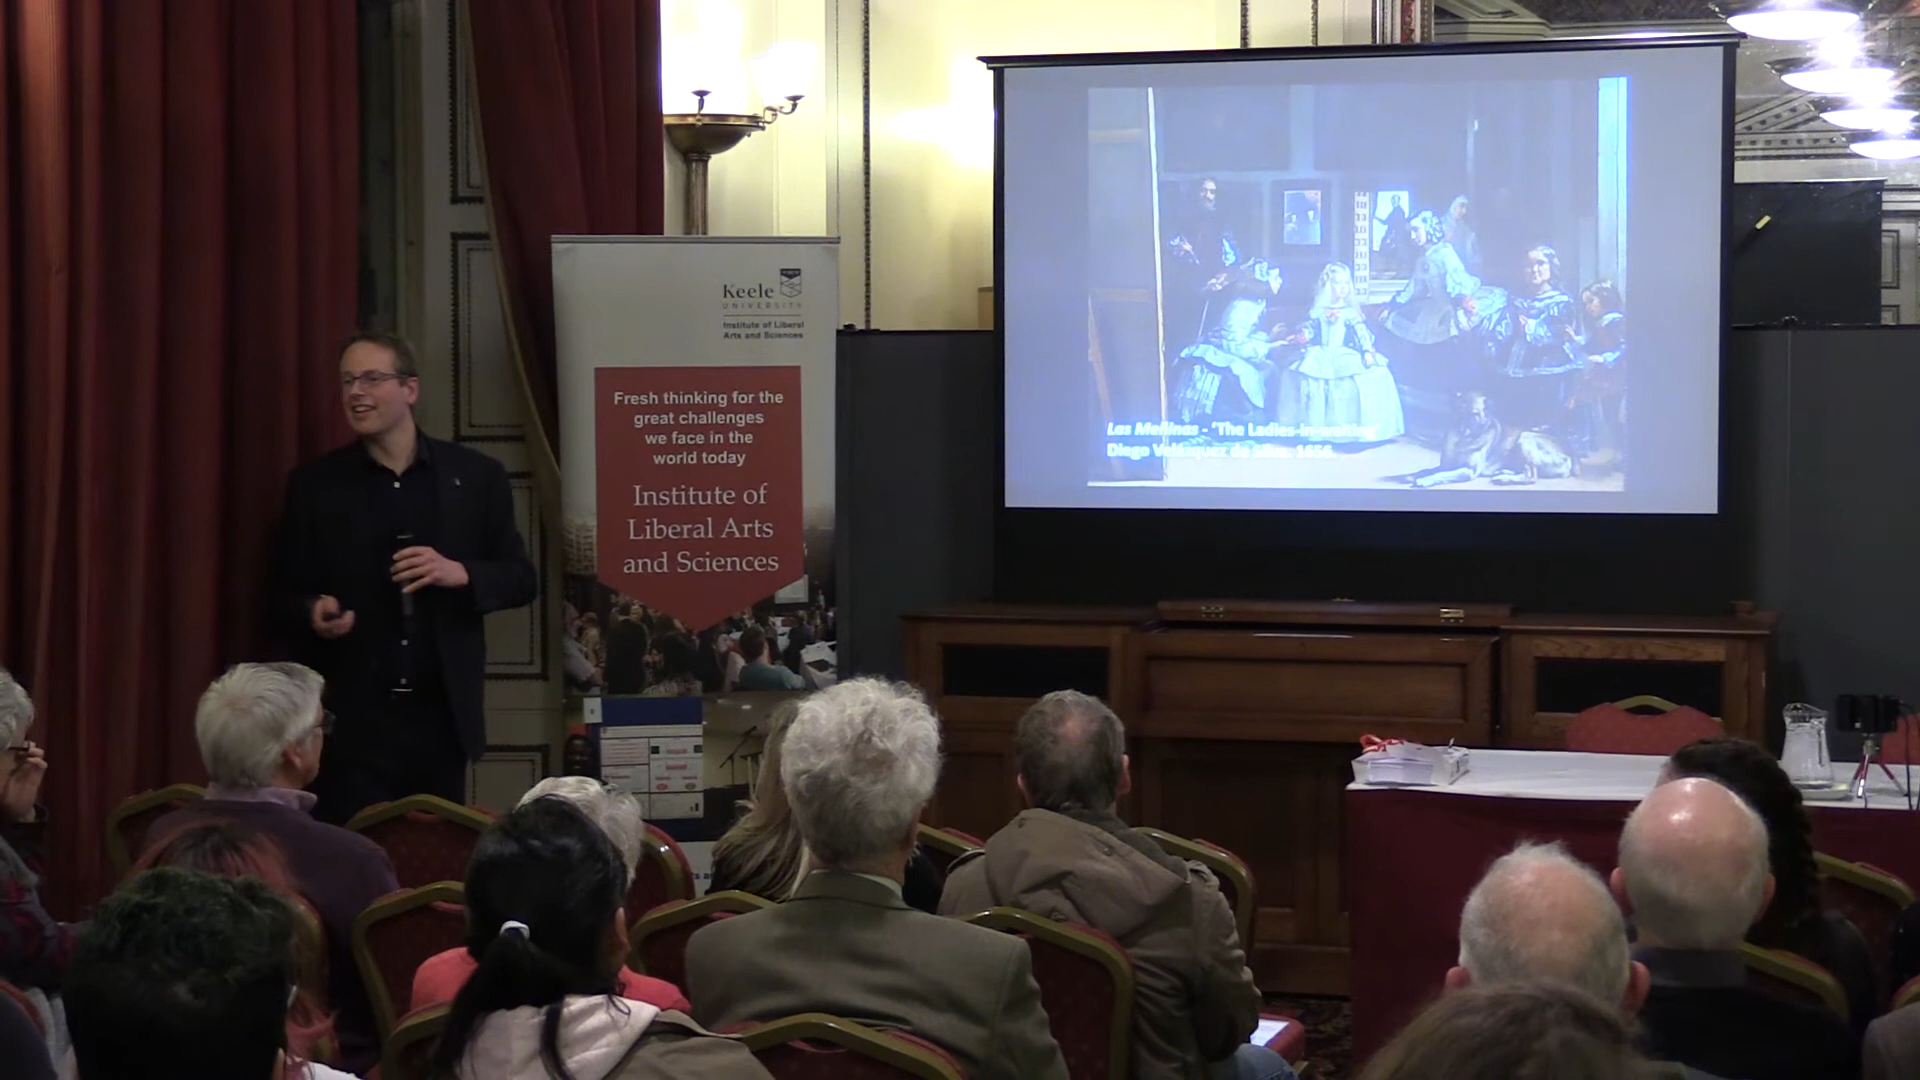 Keele
UNIVERSITY
Institute of Liberal
Arts and Sciences
Fresh thinking for the
great challenges
we face in the
world today
Institute of
Liberal Arts
and Sciences
Las Meninas - 'The Ladies-in-waiting'
Diego Velázquez de Silva, 1656